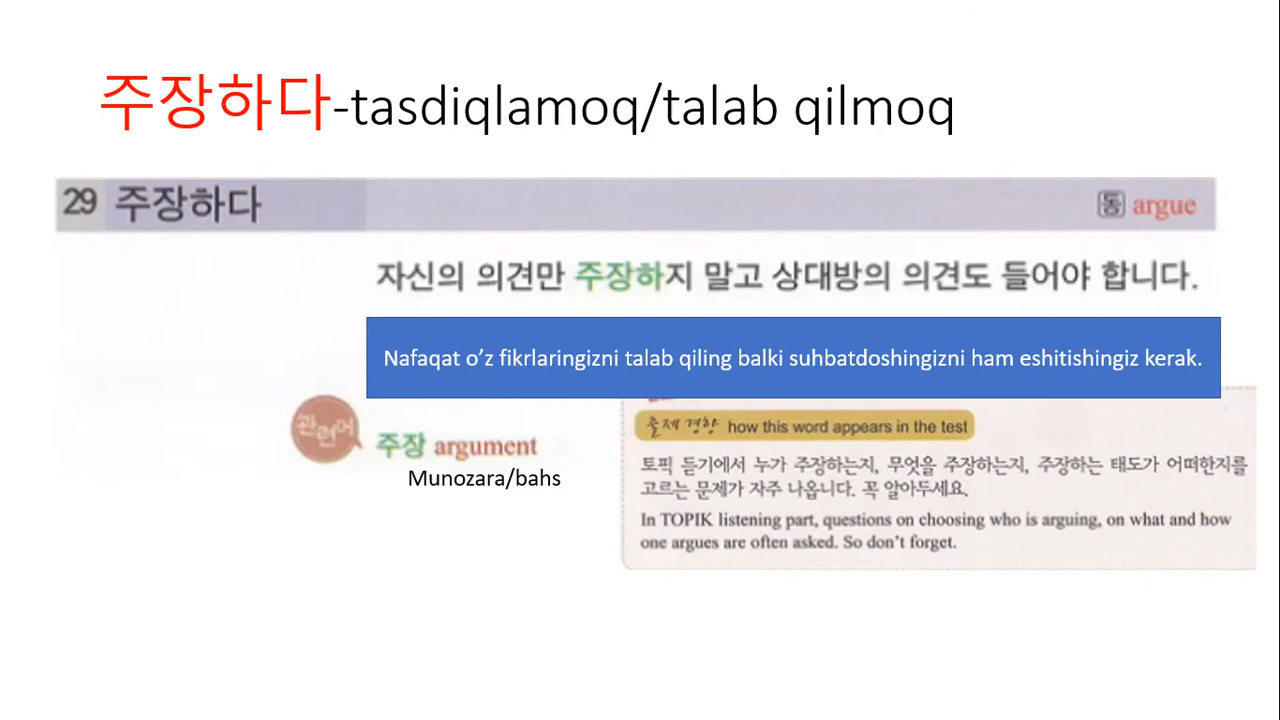 주장하다-tasdiqlamoq/talab qilmoq
29 주장하다 동 argue
자신의 의견만 주장하지 말고 상대방의 의견도 들어야 합니다.
Nafaqat o’z fikrlaringizni talab qiling balki suhbatdoshingizni ham eshitishingiz kerak.
관련어 주장 argument
Munozara/bahs
출제 경향 how this word appears in the test
토픽 듣기에서 누가 주장하는지, 무엇을 주장하는지, 주장하는 태도가 어떠한지를
고르는 문제가 자주 나옵니다. 꼭 알아두세요.
In TOPIK listening part, questions on choosing who is arguing, on what and how
one argues are often asked. So don’t forget.